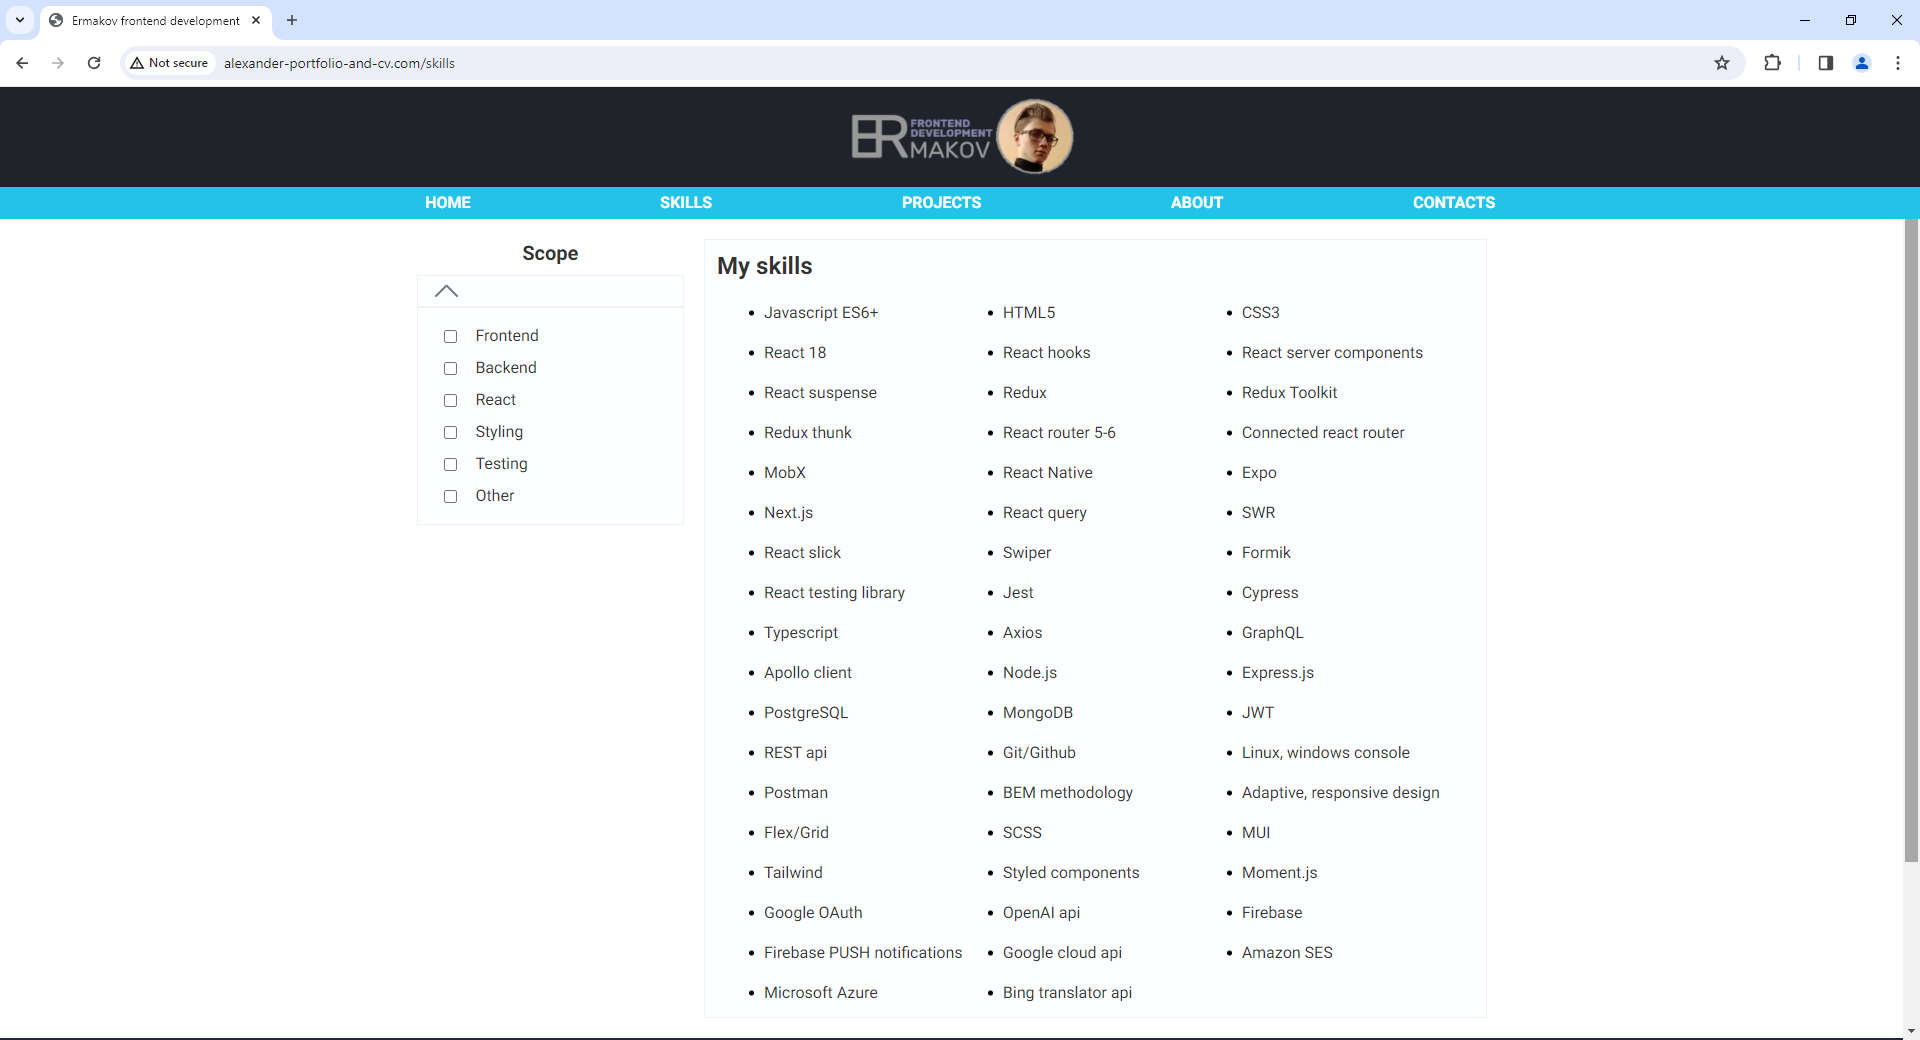 Ermakov frontend development
Not secure
alexander-portfolio-and-cv.com/skills
ER
FRONTEND
DEVELOPMENT
MAKOV
HOME SKILLS PROJECTS ABOUT CONTACTS
Scope
Frontend
Backend
React
Styling
Testing
Other
My skills
Javascript ES6+ HTML5 CSS3
React 18 React hooks React server components
React suspense Redux Redux Toolkit
Redux thunk React router 5-6 Connected react router
MobX React Native Expo
Next.js React query SWR
React slick Swiper Formik
React testing library Jest Cypress
Typescript Axios GraphQL
Apollo client Node.js Express.js
PostgreSQL MongoDB JWT
REST api Git/Github Linux, windows console
Postman BEM methodology Adaptive, responsive design
Flex/Grid SCSS MUI
Tailwind Styled components Moment.js
Google OAuth OpenAI api Firebase
Firebase PUSH notifications Google cloud api Amazon SES
Microsoft Azure Bing translator api